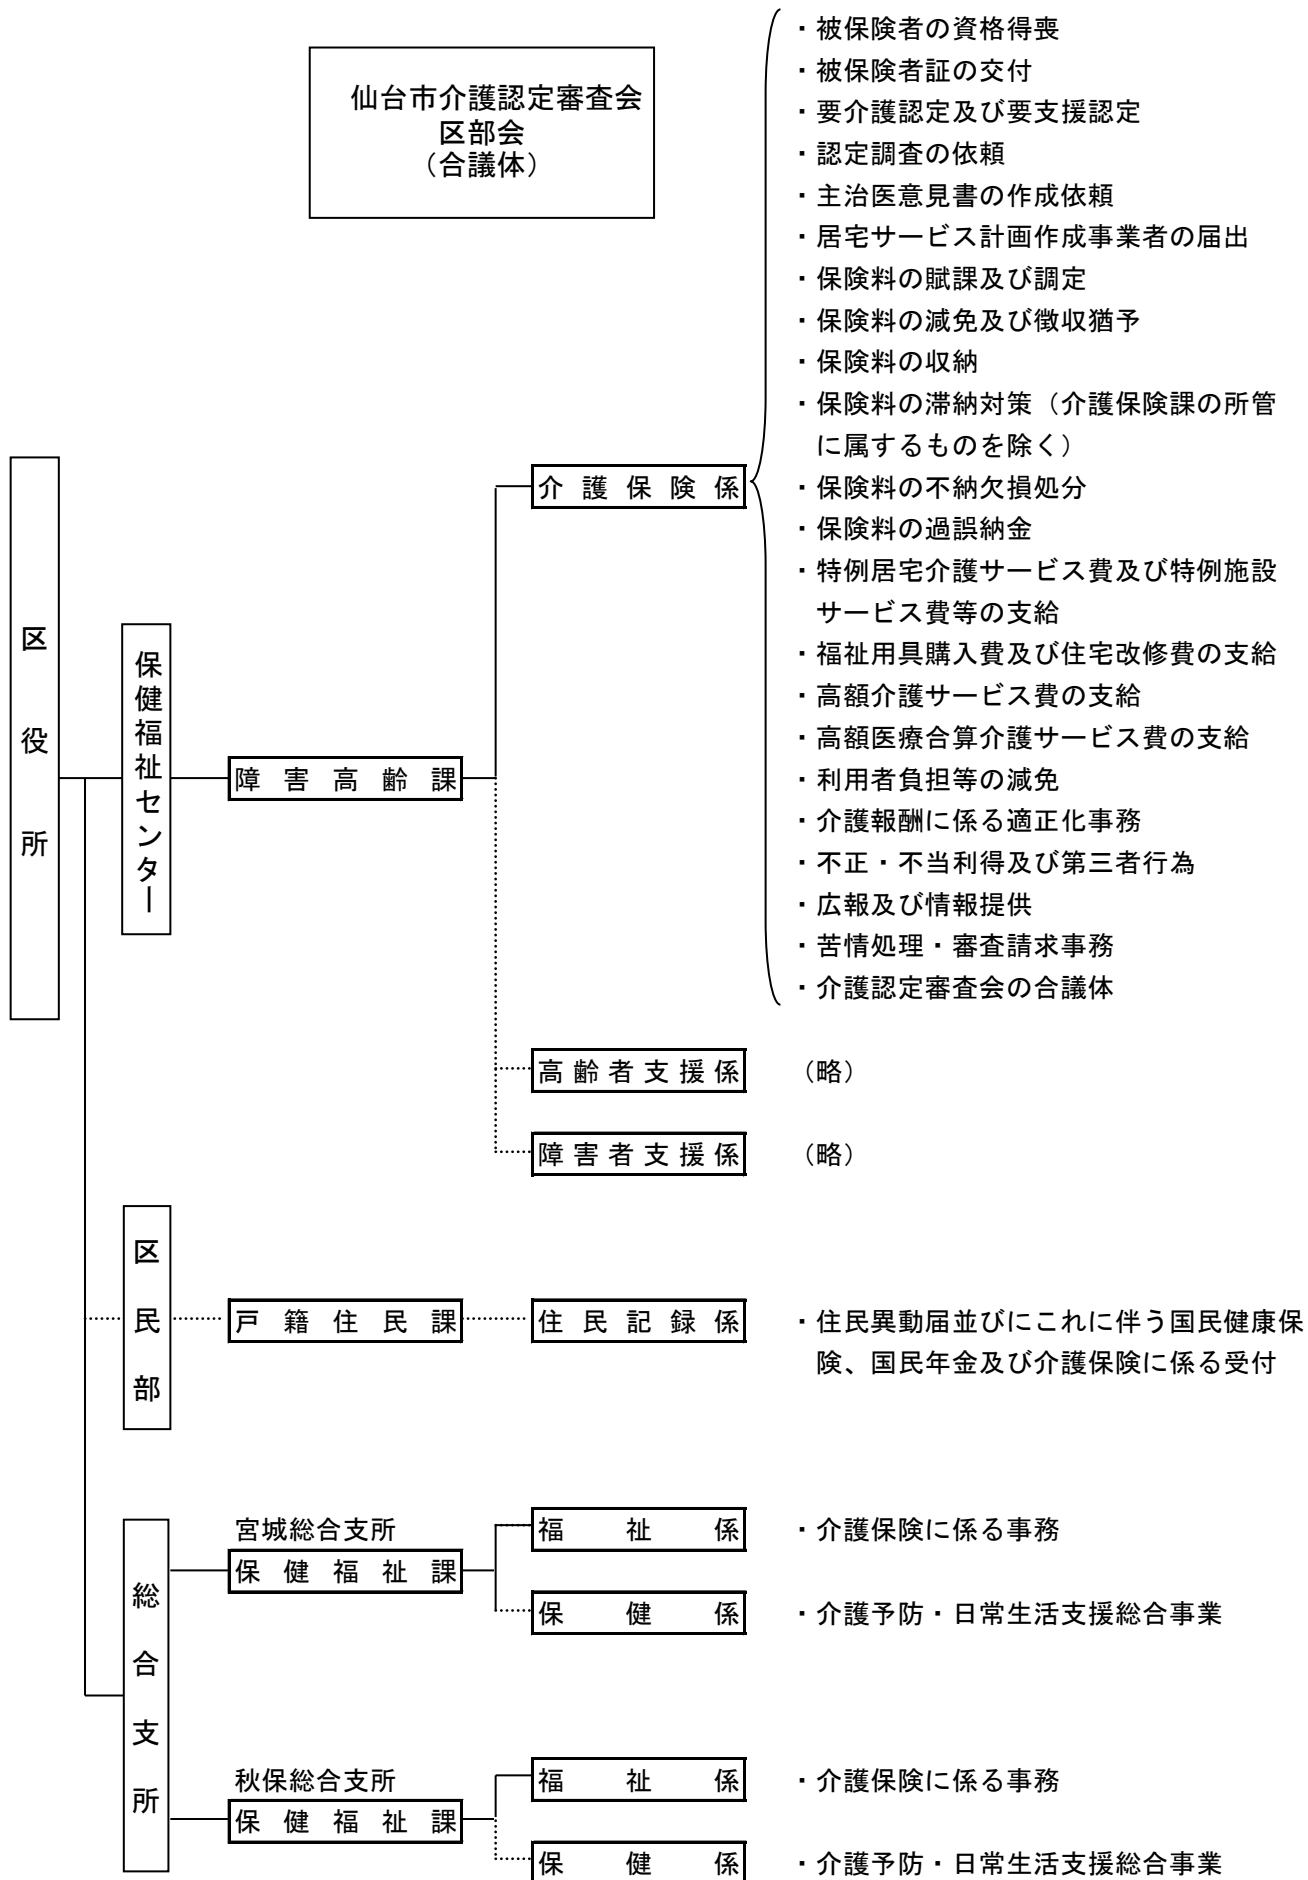 仙台市介護認定審査会
区部会
（合議体）
・被保険者の資格得喪
・被保険者証の交付
・要介護認定及び要支援認定
・認定調査の依頼
・主治医意見書の作成依頼
・居宅サービス計画作成事業者の届出
・保険料の賦課及び調定
・保険料の減免及び徴収猶予
・保険料の収納
・保険料の滞納対策（介護保険課の所管
に属するものを除く）
・保険料の不納欠損処分
・保険料の過誤納金
・特例居宅介護サービス費及び特例施設
サービス費等の支給
・福祉用具購入費及び住宅改修費の支給
・高額介護サービス費の支給
・高額医療合算介護サービス費の支給
・利用者負担等の減免
・介護報酬に係る適正化事務
・不正・不当利得及び第三者行為
・広報及び情報提供
・苦情処理・審査請求事務
・介護認定審査会の合議体
区役所
保健福祉センター
障害高齢課
介護保険係
高齢者支援係
（略）
障害者支援係
（略）
区民部
戸籍住民課
住民記録係
・住民異動届並びにこれに伴う国民健康保
険、国民年金及び介護保険に係る受付
総合支所
宮城総合支所
保健福祉課
福祉係
・介護保険に係る事務
保健係
・介護予防・日常生活支援総合事業
秋保総合支所
保健福祉課
福祉係
・介護保険に係る事務
保健係
・介護予防・日常生活支援総合事業